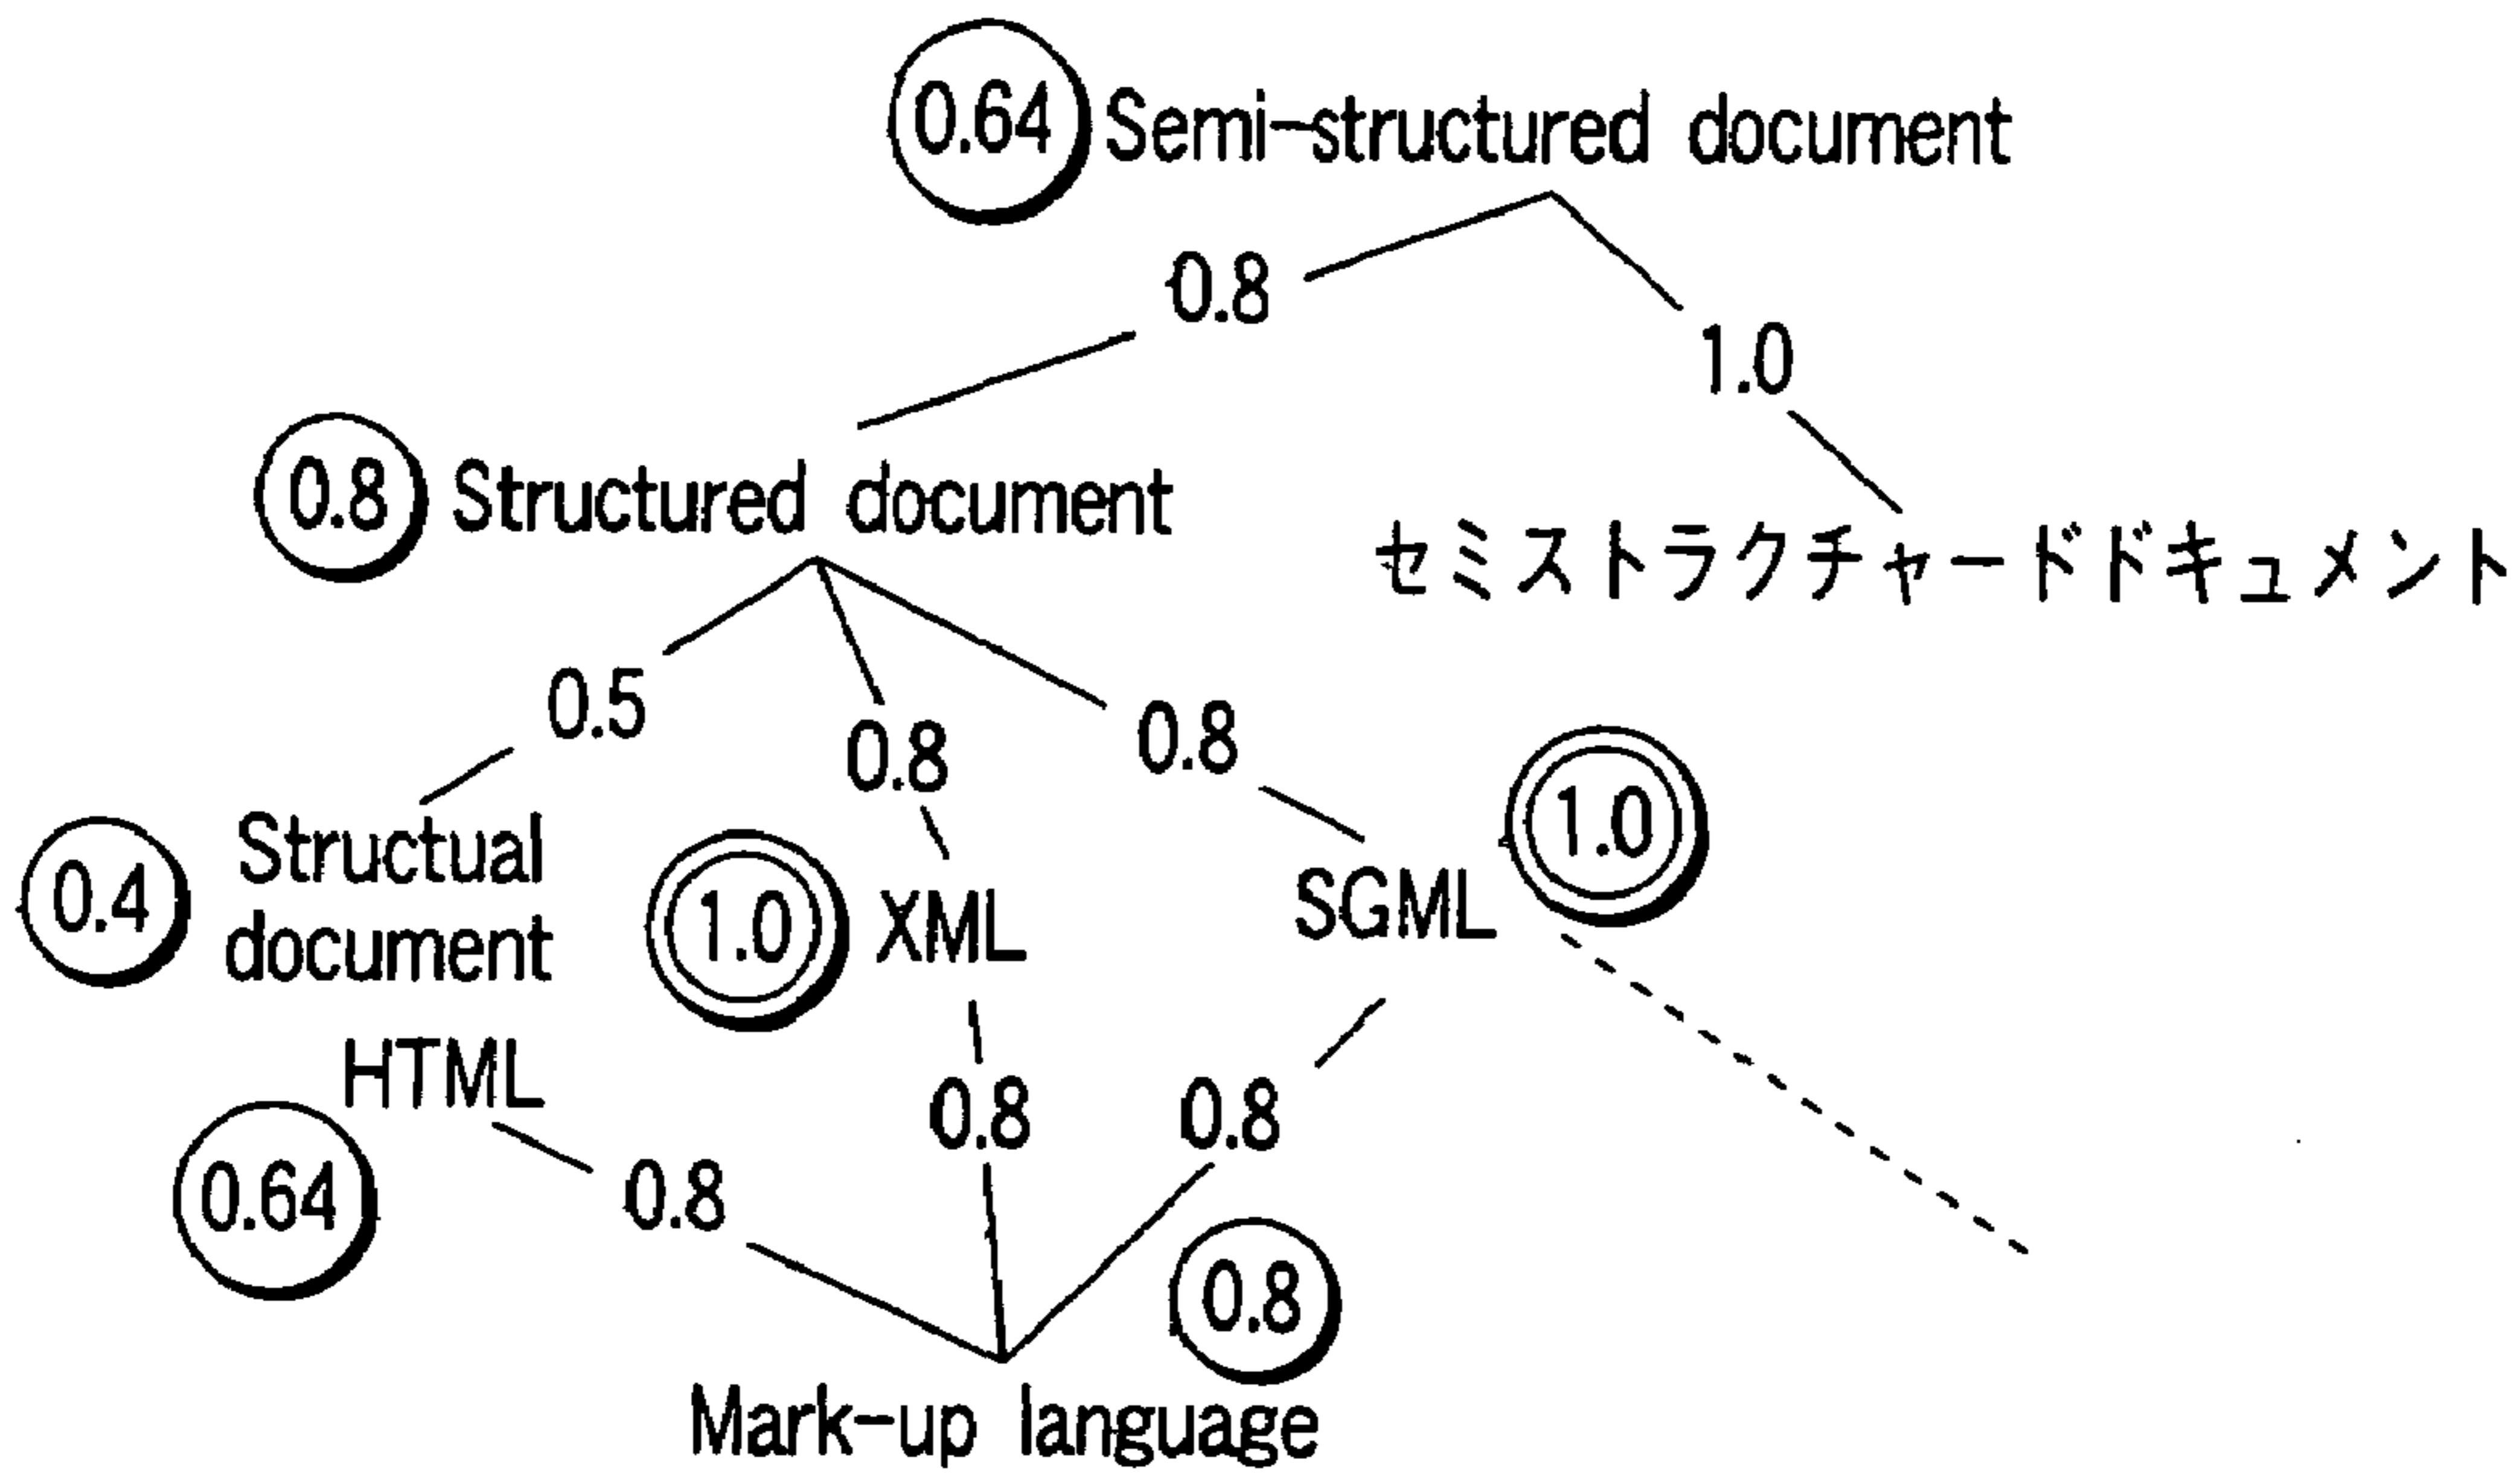 0.64 Semi-structured document
0.8
1.0
0.8 Structured document
セミストラクチャードドキュメント
0.5
0.8
0.8
0.4 Structual
document
1.0 XML
SGML 1.0
HTML
0.64
0.8
0.8
0.8
0.8
Mark-up language